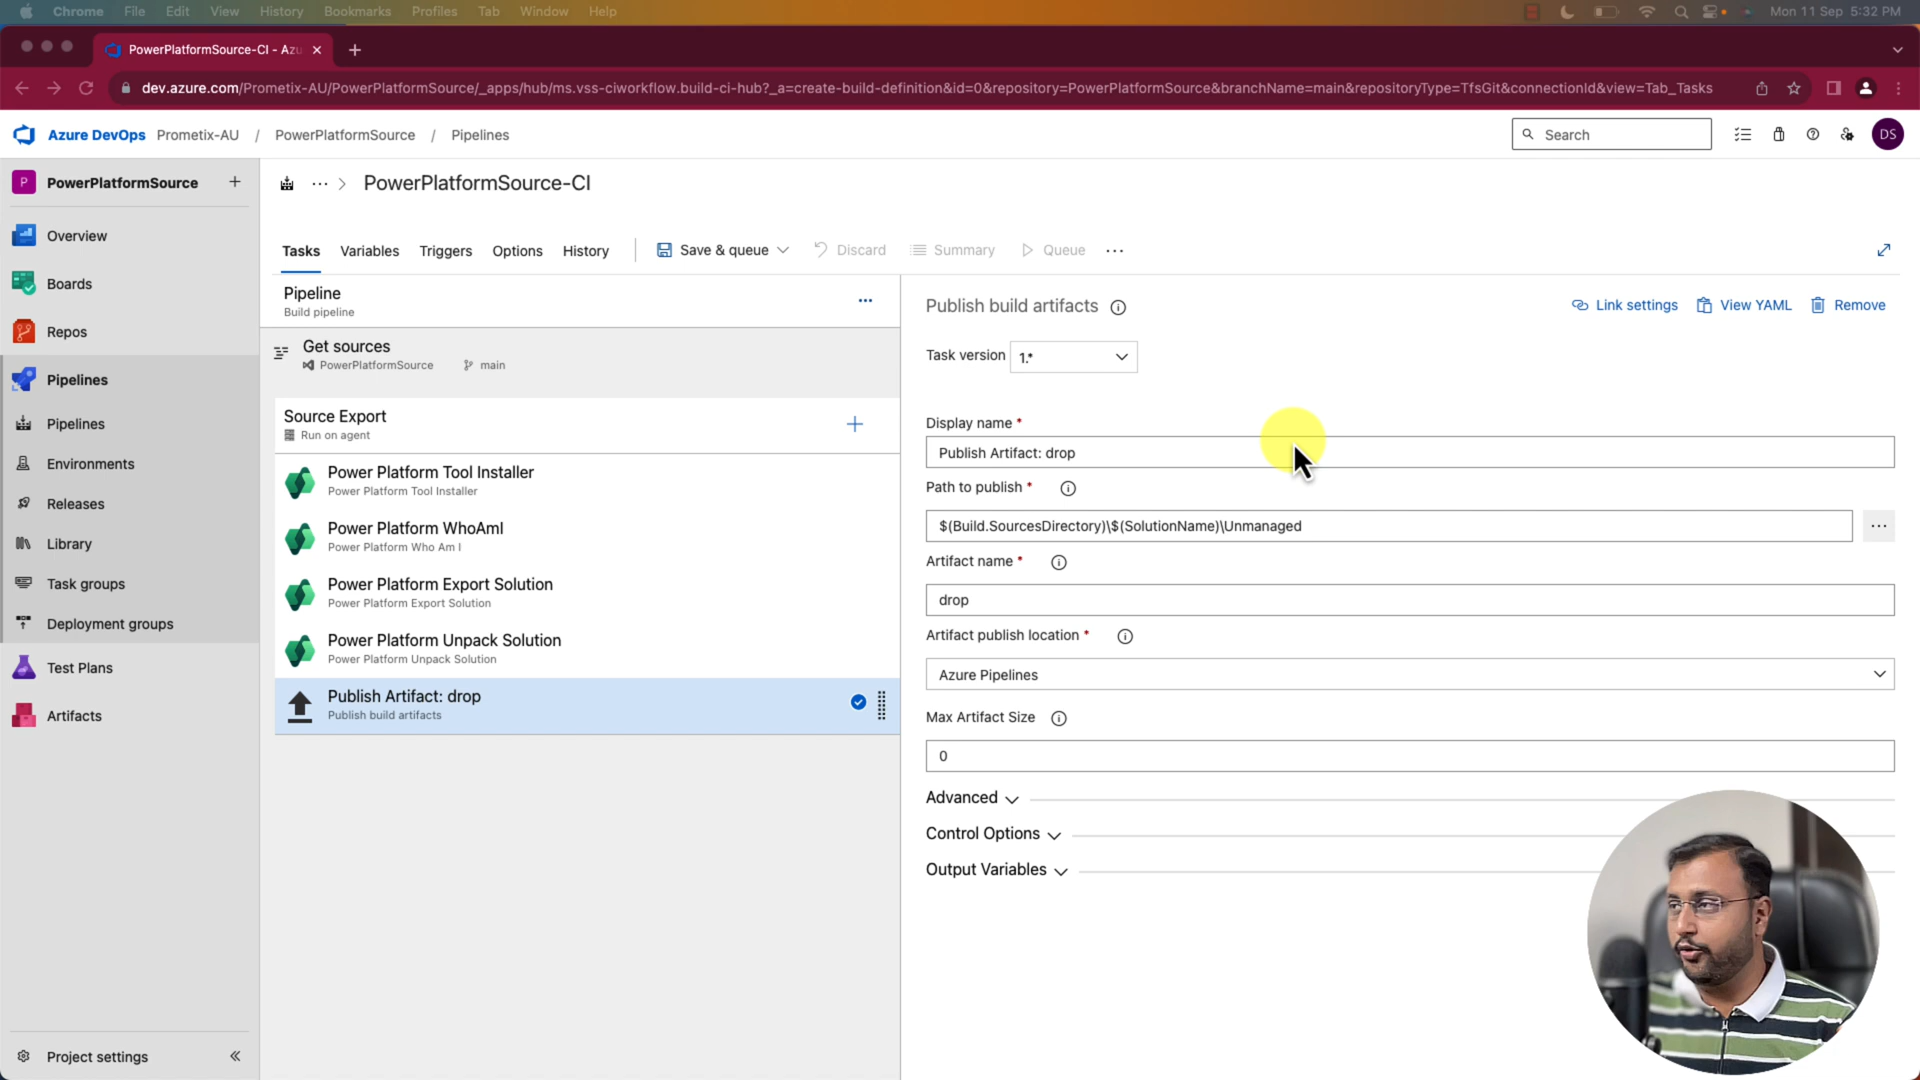 Chrome File Edit View History Bookmarks Profiles Tab Window Help Mon 11 Sep 5:32 PM
PowerPlatformSource-CI - Azu
dev.azure.com/Prometix-AU/PowerPlatformSource/_apps/hub/ms.vss-ciworkflow.build-ci-hub?_a=create-build-definition&id=0&repository=PowerPlatformSource&branchName=main&repositoryType=TfsGit&connectionId&view=Tab_Tasks
Azure DevOps Prometix-AU / PowerPlatformSource / Pipelines Search DS
P PowerPlatformSource
Overview
Boards
Repos
Pipelines
Pipelines
Environments
Releases
Library
Task groups
Deployment groups
Test Plans
Artifacts
Project settings
PowerPlatformSource-CI
Tasks Variables Triggers Options History Save & queue Discard Summary Queue
Pipeline
Build pipeline
Get sources
PowerPlatformSource main
Source Export
Run on agent
Power Platform Tool Installer
Power Platform Tool Installer
Power Platform WhoAmI
Power Platform Who Am I
Power Platform Export Solution
Power Platform Export Solution
Power Platform Unpack Solution
Power Platform Unpack Solution
Publish Artifact: drop
Publish build artifacts
Publish build artifacts Link settings View YAML Remove
Task version 1.*
Display name *
Publish Artifact: drop
Path to publish *
$(Build.SourcesDirectory)\$(SolutionName)\Unmanaged
Artifact name *
drop
Artifact publish location *
Azure Pipelines
Max Artifact Size
0
Advanced
Control Options
Output Variables